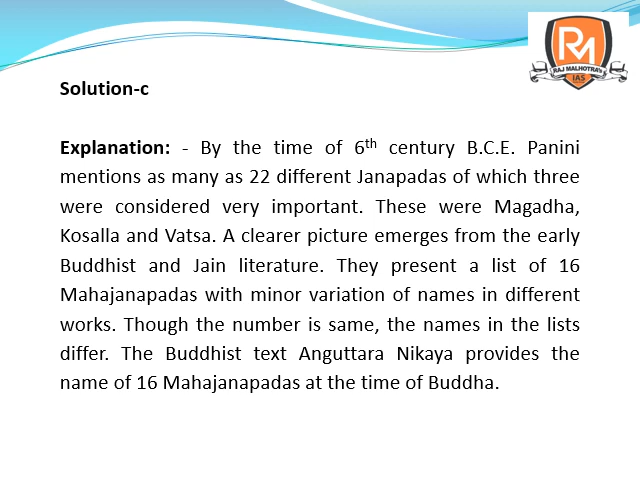 RM
RAJ MALHOTRA'S
IAS
Solution-c
Explanation: - By the time of 6th century B.C.E. Panini
mentions as many as 22 different Janapadas of which three
were considered very important. These were Magadha,
Kosalla and Vatsa. A clearer picture emerges from the early
Buddhist and Jain literature. They present a list of 16
Mahajanapadas with minor variation of names in different
works. Though the number is same, the names in the lists
differ. The Buddhist text Anguttara Nikaya provides the
name of 16 Mahajanapadas at the time of Buddha.